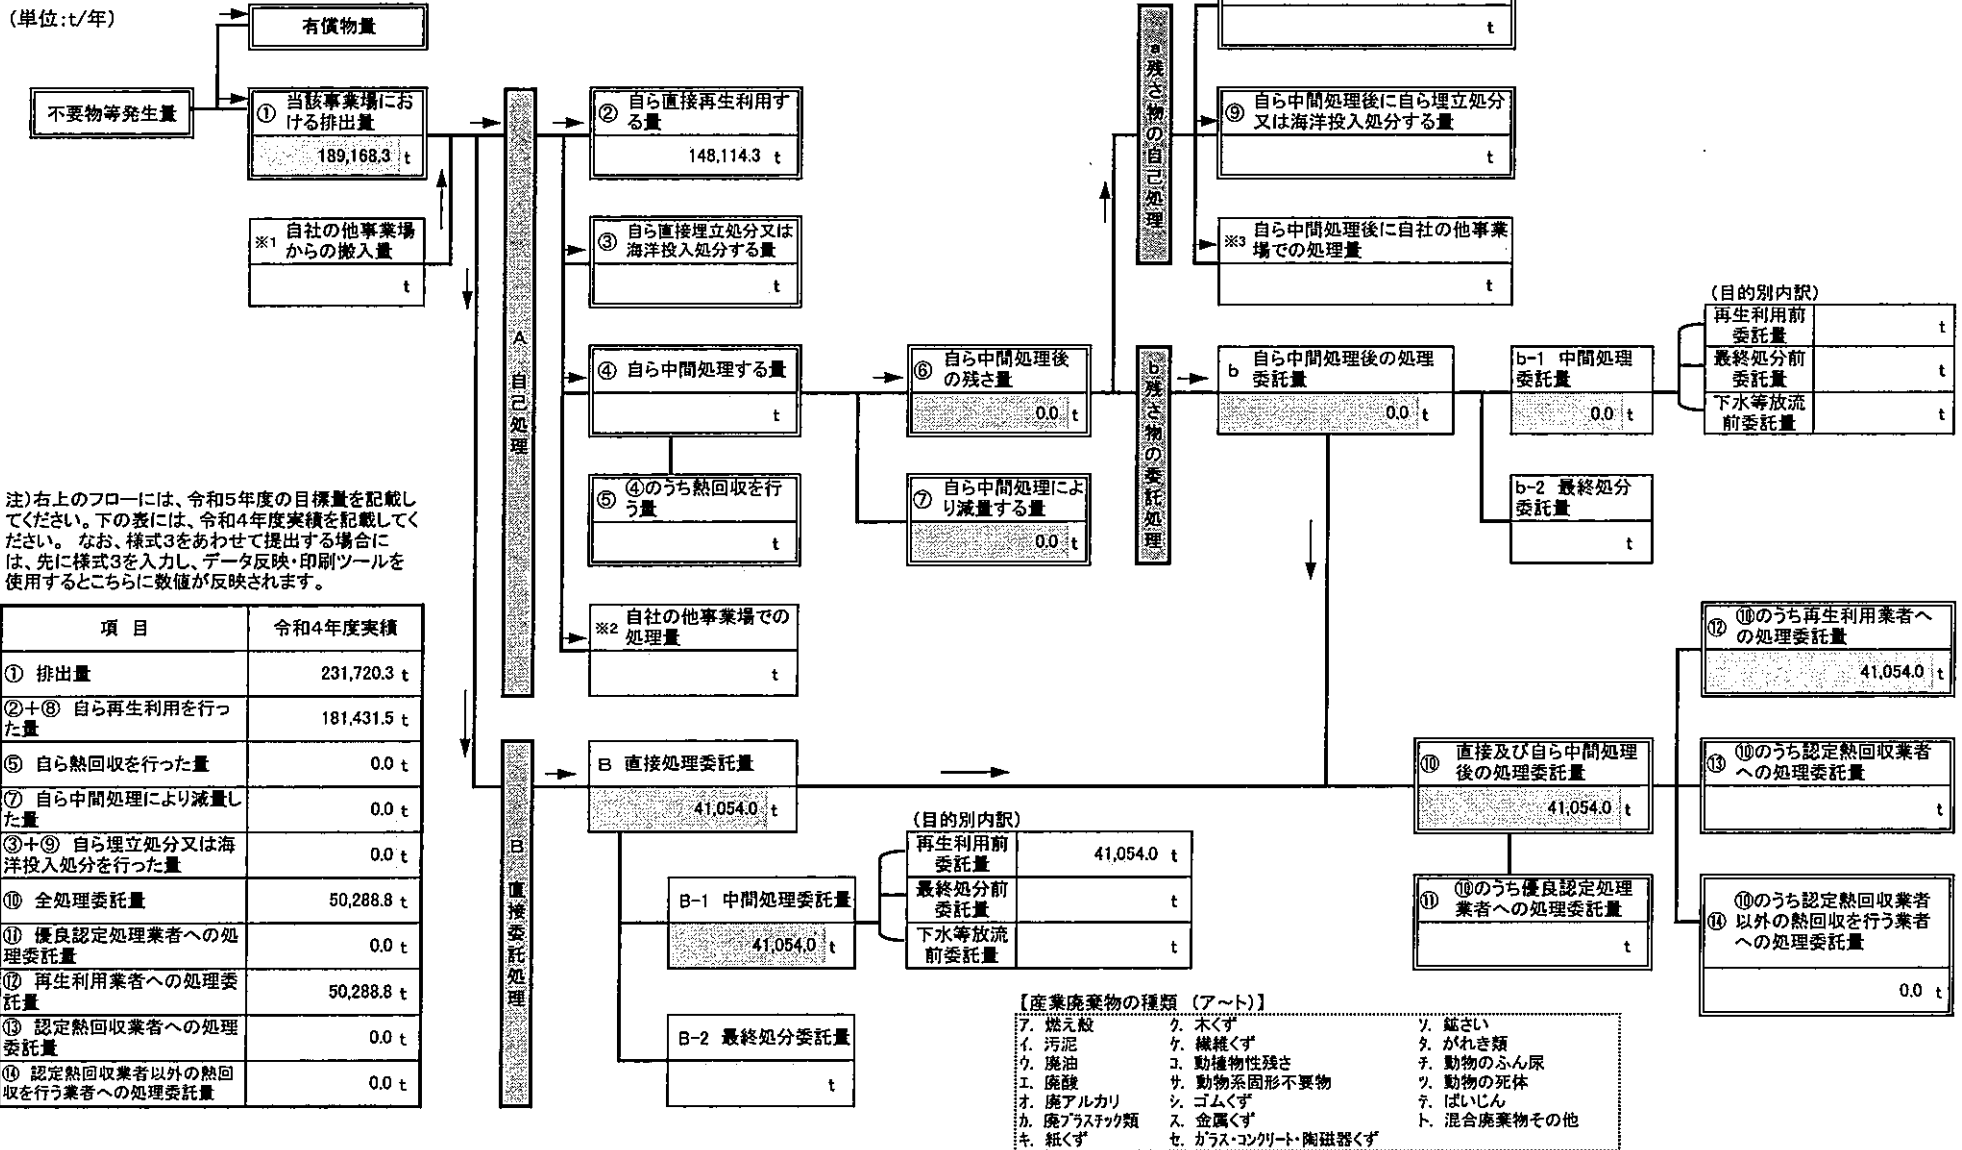 (単位:t/年)
有償物量
不要物等発生量
① 当該事業場にお
ける排出量
189,168.3 t
※1 自社の他事業場
からの搬入量
t
A 自己処理
② 自ら直接再生利用す
る量
148,114.3 t
③ 自ら直接埋立処分又は
海洋投入処分する量
t
④ 自ら中間処理する量
t
⑤ ④のうち熱回収を行
う量
t
※2 自社の他事業場での
処理量
t
⑥ 自ら中間処理後
の残さ量
0.0 t
⑦ 自ら中間処理によ
り減量する量
0.0 t
a 残さ物の自己処理
t
⑨ 自ら中間処理後に自ら埋立処分
又は海洋投入処分する量
t
※3 自ら中間処理後に自社の他事業
場での処理量
t
b 残さ物の委託処理
b 自ら中間処理後の処理
委託量
0.0 t
b-1 中間処理
委託量
0.0 t
(目的別内訳)
再生利用前
委託量 t
最終処分前
委託量 t
下水等放流
前委託量 t
b-2 最終処分
委託量
t
注)右上のフローには、令和5年度の目標量を記載し
てください。下の表には、令和4年度実績を記載してく
ださい。 なお、様式3をあわせて提出する場合に
は、先に様式3を入力し、データ反映・印刷ツールを
使用するとこちらに数値が反映されます。
項 目 令和4年度実績
① 排出量 231,720.3 t
②+⑧ 自ら再生利用を行っ
た量 181,431.5 t
⑤ 自ら熱回収を行った量 0.0 t
⑦ 自ら中間処理により減量し
た量 0.0 t
③+⑨ 自ら埋立処分又は海
洋投入処分を行った量 0.0 t
⑩ 全処理委託量 50,288.8 t
⑪ 優良認定処理業者への処
理委託量 0.0 t
⑫ 再生利用業者への処理委
託量 50,288.8 t
⑬ 認定熱回収業者への処理
委託量 0.0 t
⑭ 認定熱回収業者以外の熱回
収を行う業者への処理委託量 0.0 t
B 直接委託処理
B 直接処理委託量
41,054.0 t
B-1 中間処理委託量
41,054.0 t
(目的別内訳)
再生利用前
委託量 41,054.0 t
最終処分前
委託量 t
下水等放流
前委託量 t
B-2 最終処分委託量
t
⑩ 直接及び自ら中間処理
後の処理委託量
41,054.0 t
⑪ ⑩のうち優良認定処理
業者への処理委託量
t
⑫ ⑩のうち再生利用業者へ
の処理委託量
41,054.0 t
⑬ ⑩のうち認定熱回収業者
への処理委託量
t
⑭ ⑩のうち認定熱回収業者
以外の熱回収を行う業者
への処理委託量
0.0 t
【産業廃棄物の種類 (ア~ト)】
ア. 燃え殻 ク. 木くず ソ. 鉱さい
イ. 汚泥 ケ. 繊維くず タ. がれき類
ウ. 廃油 コ. 動植物性残さ チ. 動物のふん尿
エ. 廃酸 サ. 動物系固形不要物 ツ. 動物の死体
オ. 廃アルカリ シ. ゴムくず テ. ばいじん
カ. 廃プラスチック類 ス. 金属くず ト. 混合廃棄物その他
キ. 紙くず セ. ガラス・コンクリート・陶磁器くず